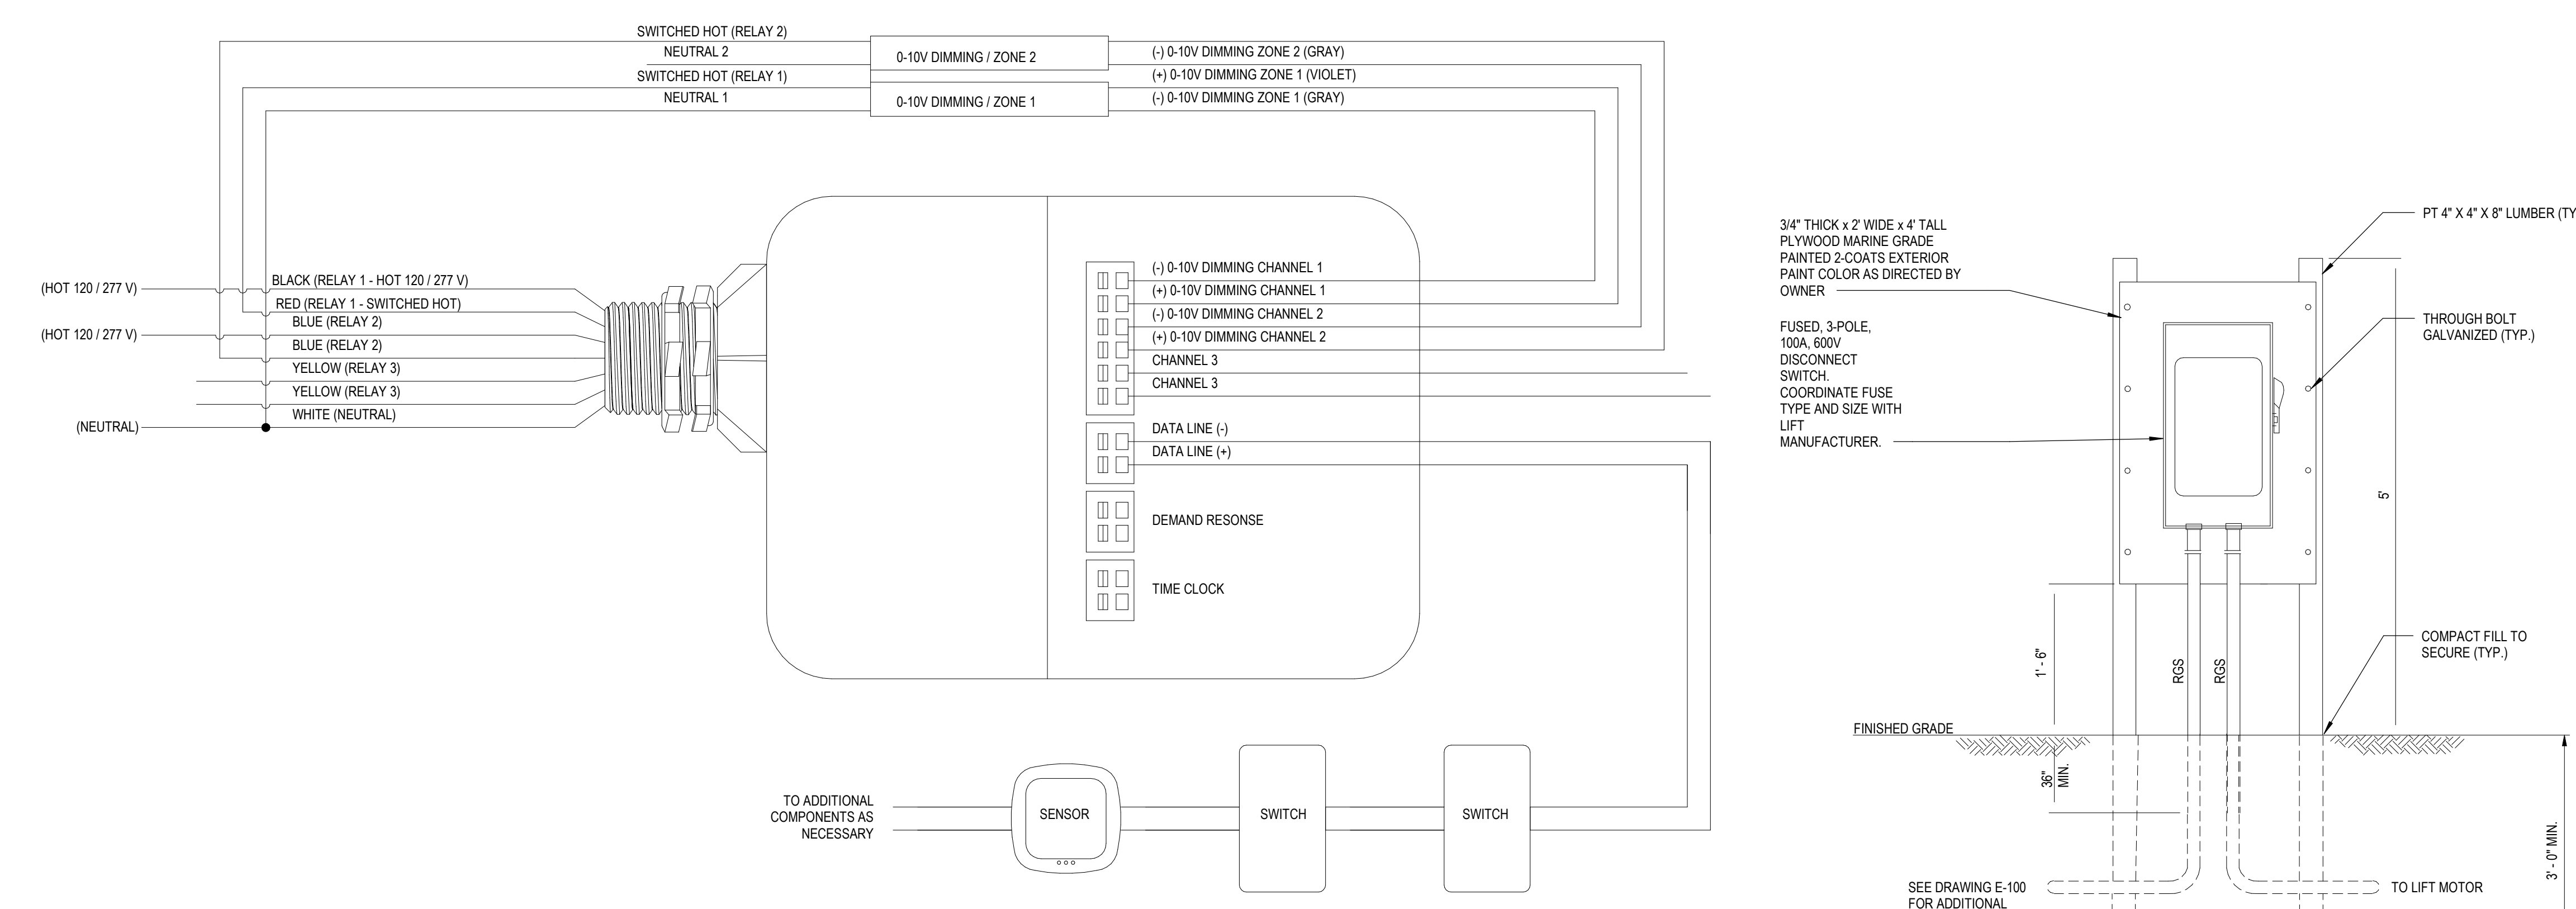 SWITCHED HOT (RELAY 2)
NEUTRAL 2
SWITCHED HOT (RELAY 1)
NEUTRAL 1
0-10V DIMMING / ZONE 2
0-10V DIMMING / ZONE 1
(-) 0-10V DIMMING ZONE 2 (GRAY)
(+) 0-10V DIMMING ZONE 1 (VIOLET)
(-) 0-10V DIMMING ZONE 1 (GRAY)
(HOT 120 / 277 V)
(HOT 120 / 277 V)
(NEUTRAL)
BLACK (RELAY 1 - HOT 120 / 277 V)
RED (RELAY 1 - SWITCHED HOT)
BLUE (RELAY 2)
BLUE (RELAY 2)
YELLOW (RELAY 3)
YELLOW (RELAY 3)
WHITE (NEUTRAL)
(-) 0-10V DIMMING CHANNEL 1
(+) 0-10V DIMMING CHANNEL 1
(-) 0-10V DIMMING CHANNEL 2
(+) 0-10V DIMMING CHANNEL 2
CHANNEL 3
CHANNEL 3
DATA LINE (-)
DATA LINE (+)
DEMAND RESONSE
TIME CLOCK
TO ADDITIONAL
COMPONENTS AS
NECESSARY
SENSOR
SWITCH
SWITCH
3/4" THICK x 2' WIDE x 4' TALL
PLYWOOD MARINE GRADE
PAINTED 2-COATS EXTERIOR
PAINT COLOR AS DIRECTED BY
OWNER
FUSED, 3-POLE,
100A, 600V
DISCONNECT
SWITCH.
COORDINATE FUSE
TYPE AND SIZE WITH
LIFT
MANUFACTURER.
PT 4" X 4" X 8" LUMBER (TY
THROUGH BOLT
GALVANIZED (TYP.)
5'
COMPACT FILL TO
SECURE (TYP.)
1' - 6"
RGS
RGS
FINISHED GRADE
36"
MIN.
3' - 0" MIN.
SEE DRAWING E-100
FOR ADDITIONAL
TO LIFT MOTOR